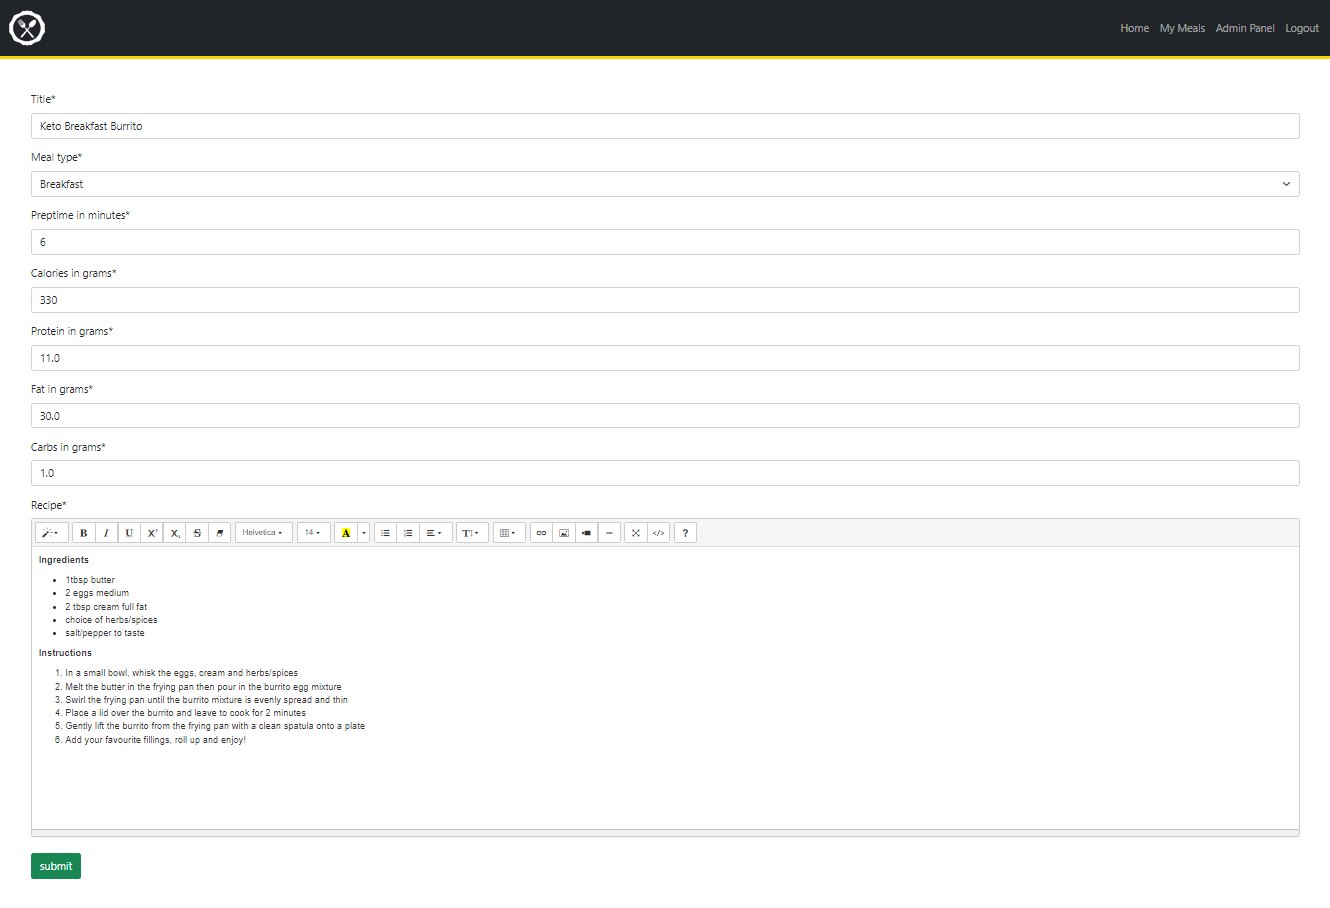 Home My Meals Admin Panel Logout
Title*
Keto Breakfast Burrito
Meal type*
Breakfast
Preptime in minutes*
6
Calories in grams*
330
Protein in grams*
11.0
Fat in grams*
30.0
Carbs in grams*
1.0
Recipe*
B I U X² X₂ S Helvetica 14 A T </> ?
Ingredients
• 1tbsp butter
• 2 eggs medium
• 2 tbsp cream full fat
• choice of herbs/spices
• salt/pepper to taste
Instructions
1. In a small bowl, whisk the eggs, cream and herbs/spices
2. Melt the butter in the frying pan then pour in the burrito egg mixture
3. Swirl the frying pan until the burrito mixture is evenly spread and thin
4. Place a lid over the burrito and leave to cook for 2 minutes
5. Gently lift the burrito from the frying pan with a clean spatula onto a plate
6. Add your favourite fillings, roll up and enjoy!
submit